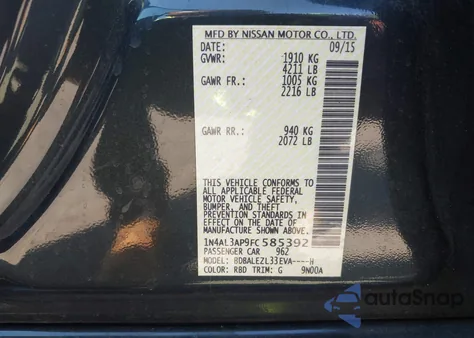 MFD BY NISSAN MOTOR CO., LTD.
DATE: 09/15
GVWR: 1910 KG
4211 LB
GAWR FR.: 1005 KG
2216 LB
GAWR RR.: 940 KG
2072 LB
THIS VEHICLE CONFORMS TO
ALL APPLICABLE FEDERAL
MOTOR VEHICLE SAFETY,
BUMPER, AND THEFT
PREVENTION STANDARDS
IN EFFECT ON THE DATE OF
MANUFACTURE SHOWN ABOVE.
1N4AL3AP9FC585392
PASSENGER CAR 962
MODEL: BDBALEZL33EVA----H
COLOR: RBD TRIM: G 9N00A
autoSnap